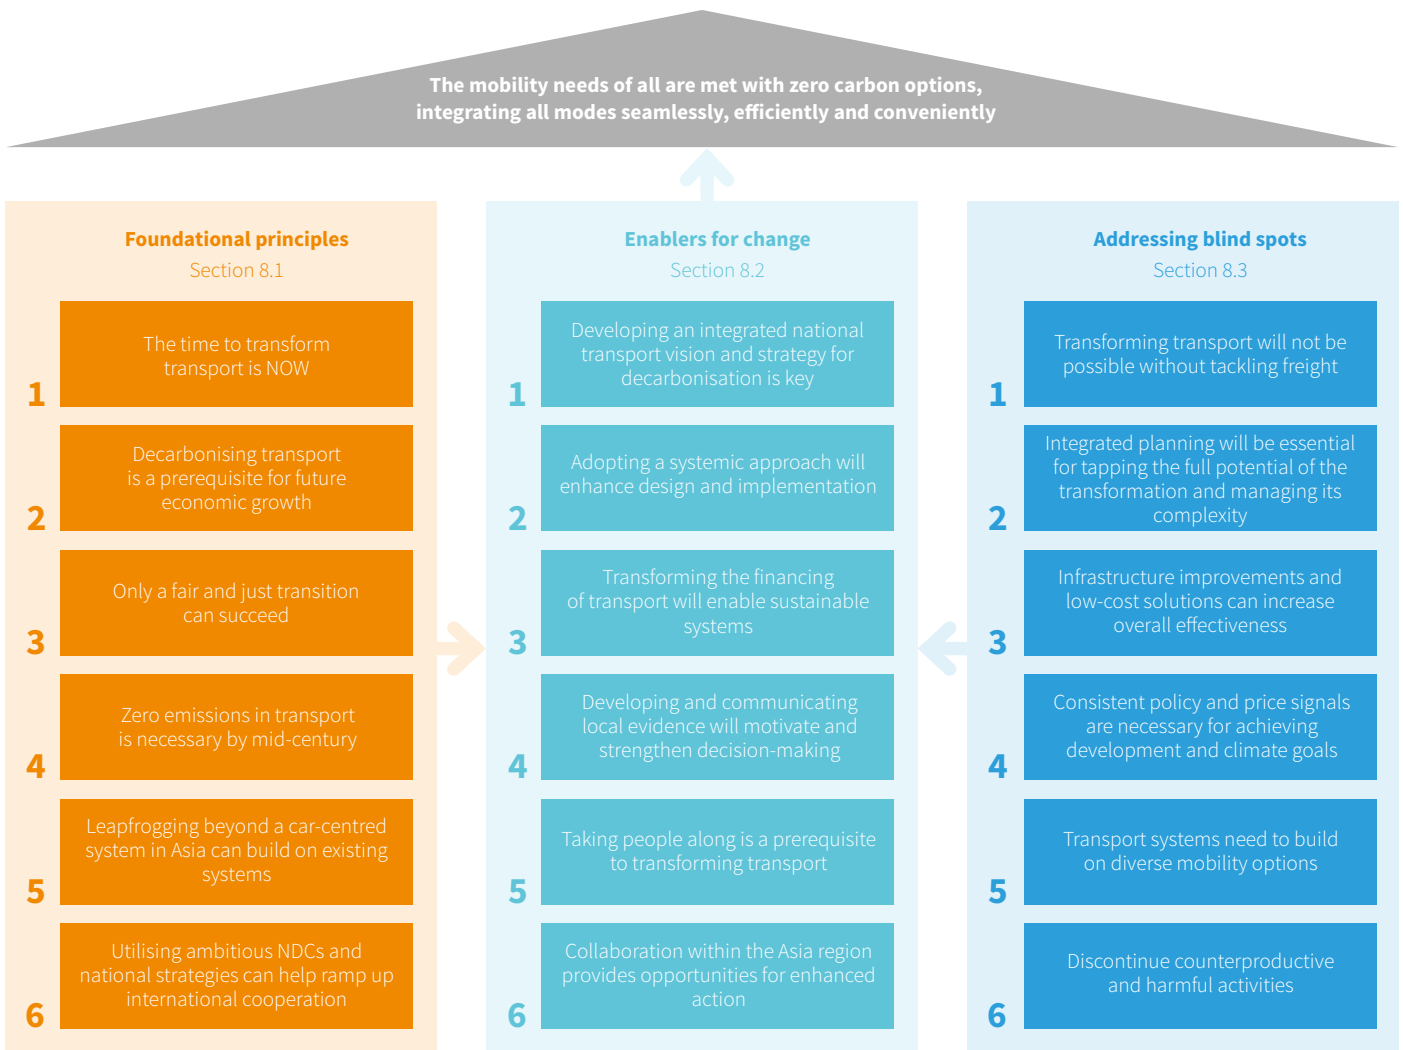 The mobility needs of all are met with zero carbon options,
integrating all modes seamlessly, efficiently and conveniently
Foundational principles
Section 8.1
1
The time to transform
transport is NOW
2
Decarbonising transport
is a prerequisite for future
economic growth
3
Only a fair and just transition
can succeed
4
Zero emissions in transport
is necessary by mid-century
5
Leapfrogging beyond a car-centred
system in Asia can build on existing
systems
6
Utilising ambitious NDCs and
national strategies can help ramp up
international cooperation
Enablers for change
Section 8.2
1
Developing an integrated national
transport vision and strategy for
decarbonisation is key
2
Adopting a systemic approach will
enhance design and implementation
3
Transforming the financing
of transport will enable sustainable
systems
4
Developing and communicating
local evidence will motivate and
strengthen decision-making
5
Taking people along is a prerequisite
to transforming transport
6
Collaboration within the Asia region
provides opportunities for enhanced
action
Addressing blind spots
Section 8.3
1
Transforming transport will not be
possible without tackling freight
2
Integrated planning will be essential
for tapping the full potential of the
transformation and managing its
complexity
3
Infrastructure improvements and
low-cost solutions can increase
overall effectiveness
4
Consistent policy and price signals
are necessary for achieving
development and climate goals
5
Transport systems need to build
on diverse mobility options
6
Discontinue counterproductive
and harmful activities